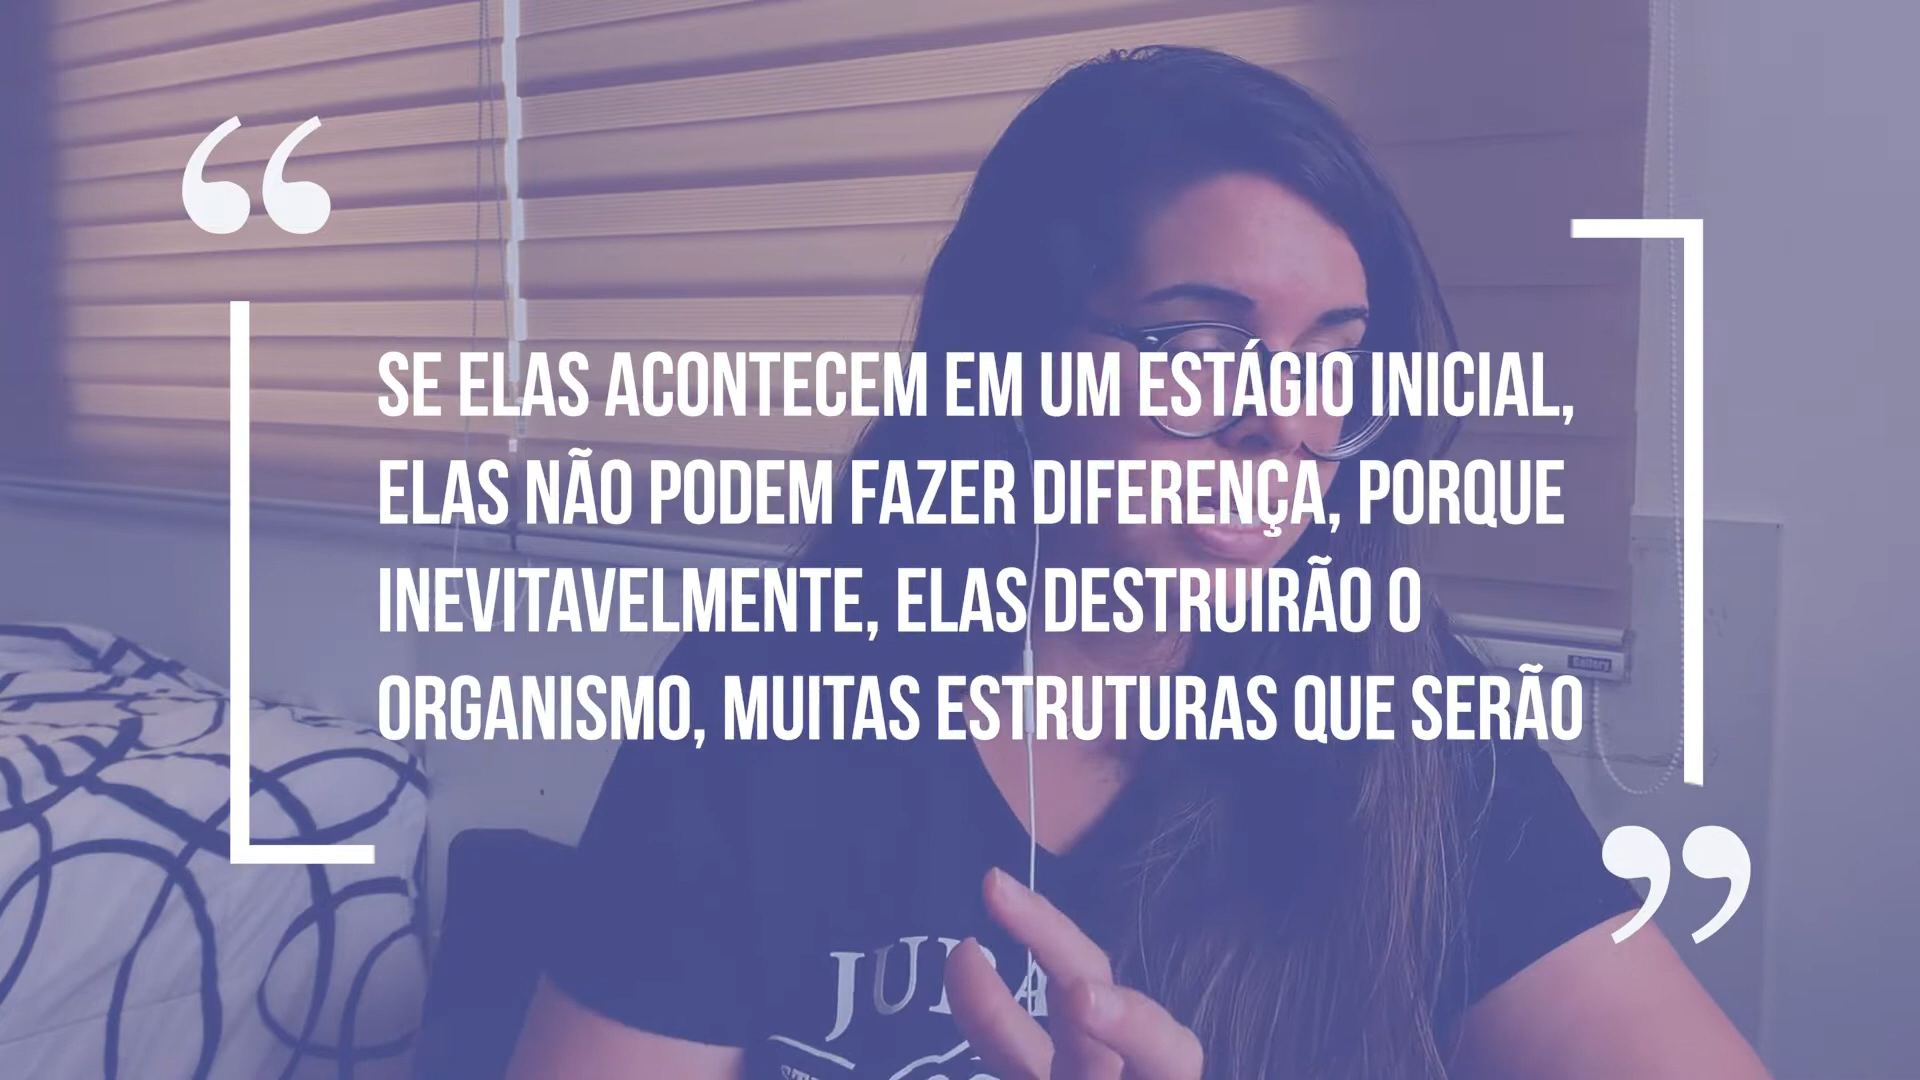 “
SE ELAS ACONTECEM EM UM ESTÁGIO INICIAL,
ELAS NÃO PODEM FAZER DIFERENÇA, PORQUE
INEVITAVELMENTE, ELAS DESTRUIRÃO O
ORGANISMO, MUITAS ESTRUTURAS QUE SERÃO
”
Gallery